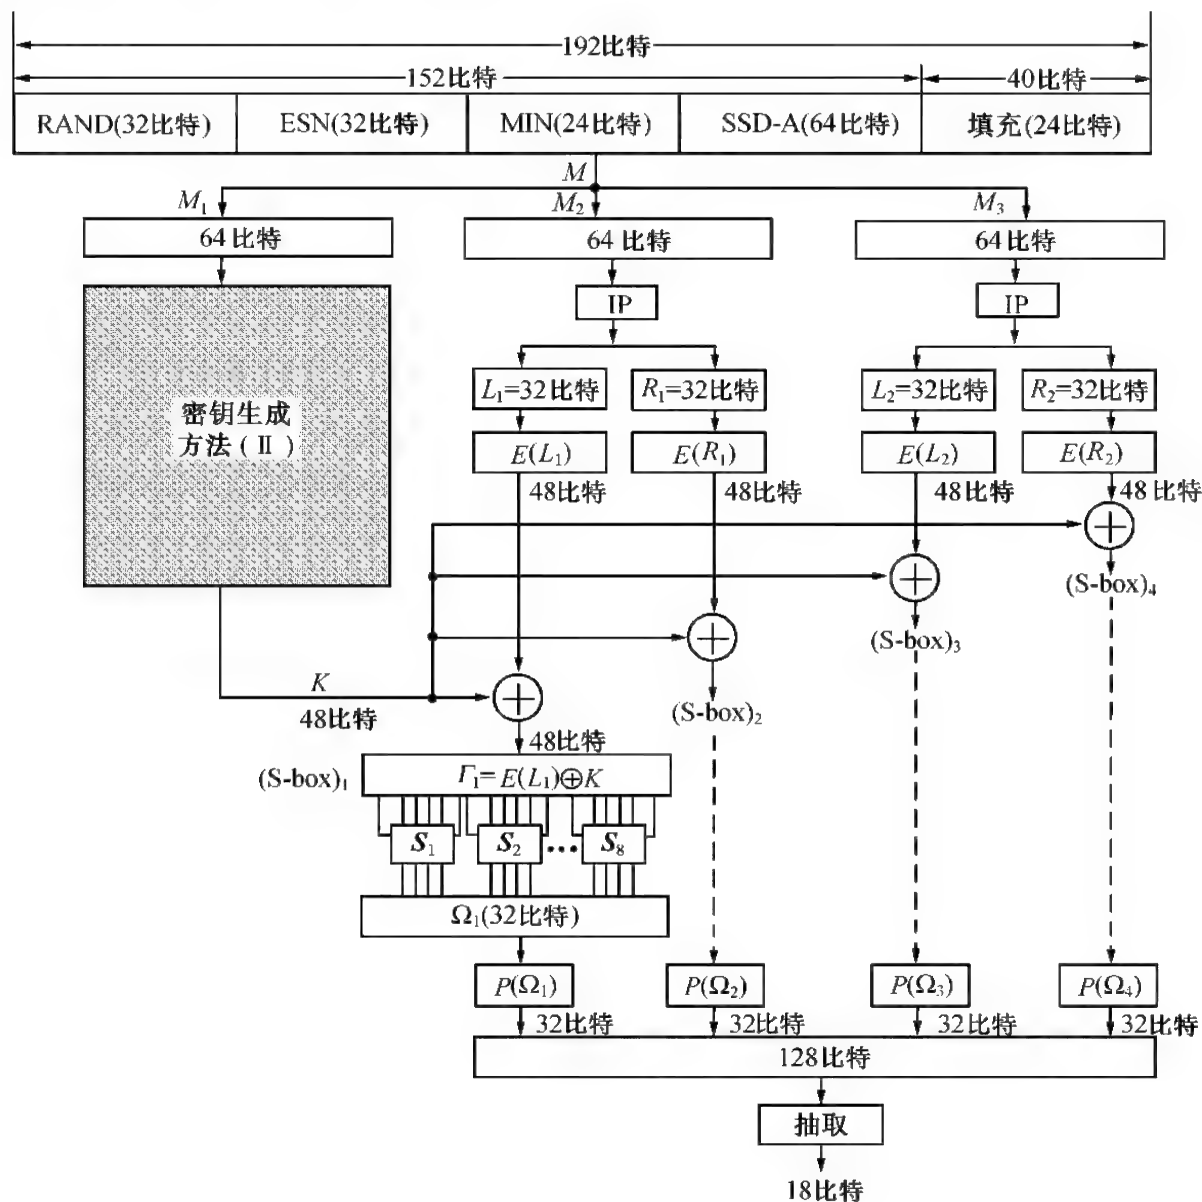 192比特
152比特
40比特
RAND(32比特)
ESN(32比特)
MIN(24比特)
SSD-A(64比特)
填充(24比特)
M
M₁
M₂
M₃
64比特
64比特
64比特
IP
IP
密钥生成
方法(Ⅱ)
L₁=32比特
R₁=32比特
L₂=32比特
R₂=32比特
E(L₁)
E(R₁)
E(L₂)
E(R₂)
48比特
48比特
48比特
48比特
(S-box)₄
(S-box)₃
K
48比特
(S-box)₂
48比特
(S-box)₁
Γ₁=E(L₁)⊕K
S₁
S₂
S₈
Ω₁(32比特)
P(Ω₁)
P(Ω₂)
P(Ω₃)
P(Ω₄)
32比特
32比特
32比特
32比特
128比特
抽取
18比特